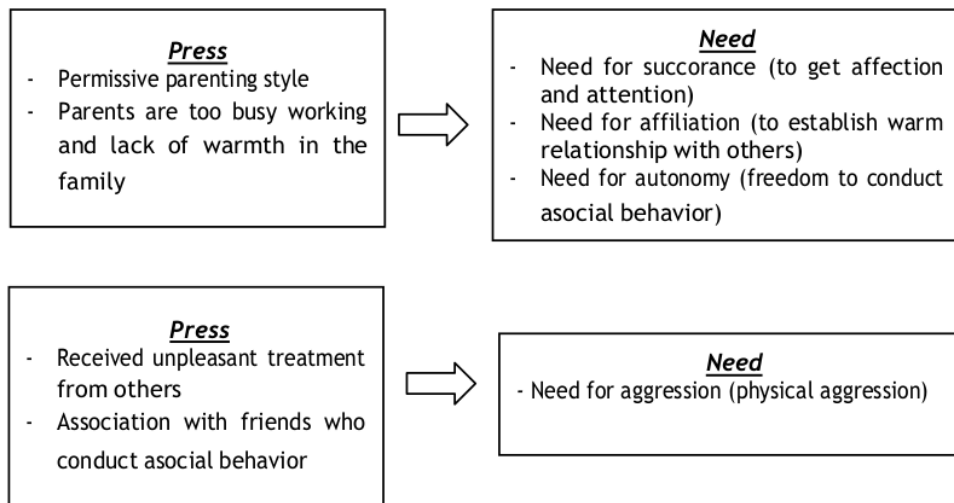 Press
- Permissive parenting style
- Parents are too busy working
and lack of warmth in the
family
Need
- Need for succorance (to get affection
and attention)
- Need for affiliation (to establish warm
relationship with others)
- Need for autonomy (freedom to conduct
asocial behavior)
Press
- Received unpleasant treatment
from others
- Association with friends who
conduct asocial behavior
Need
- Need for aggression (physical aggression)